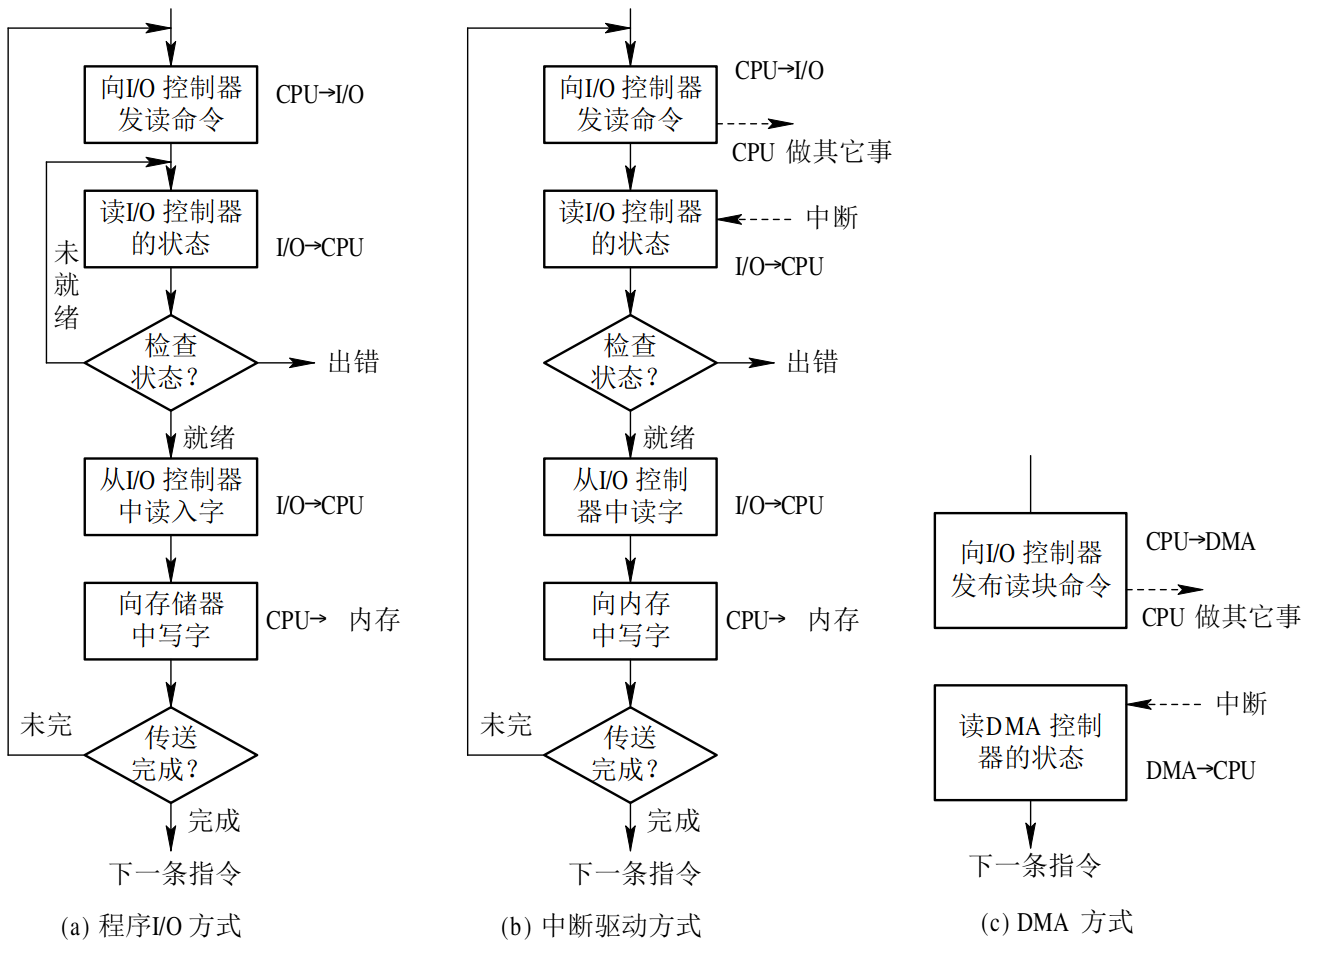 向I/O 控制器
发读命令
CPU→I/O
读I/O 控制器
的状态
I/O→CPU
未
就
绪
检查
状态?
出错
就绪
从I/O 控制器
中读入字
I/O→CPU
向存储器
中写字
CPU→ 内存
未完
传送
完成?
完成
下一条指令
(a) 程序I/O 方式
向I/O 控制器
发读命令
CPU→I/O
CPU 做其它事
读I/O 控制器
的状态
中断
I/O→CPU
检查
状态?
出错
就绪
从I/O 控制
器中读字
I/O→CPU
向内存
中写字
CPU→ 内存
未完
传送
完成?
完成
下一条指令
(b) 中断驱动方式
向I/O 控制器
发布读块命令
CPU→DMA
CPU 做其它事
读DMA 控制
器的状态
中断
DMA→CPU
下一条指令
(c) DMA 方式